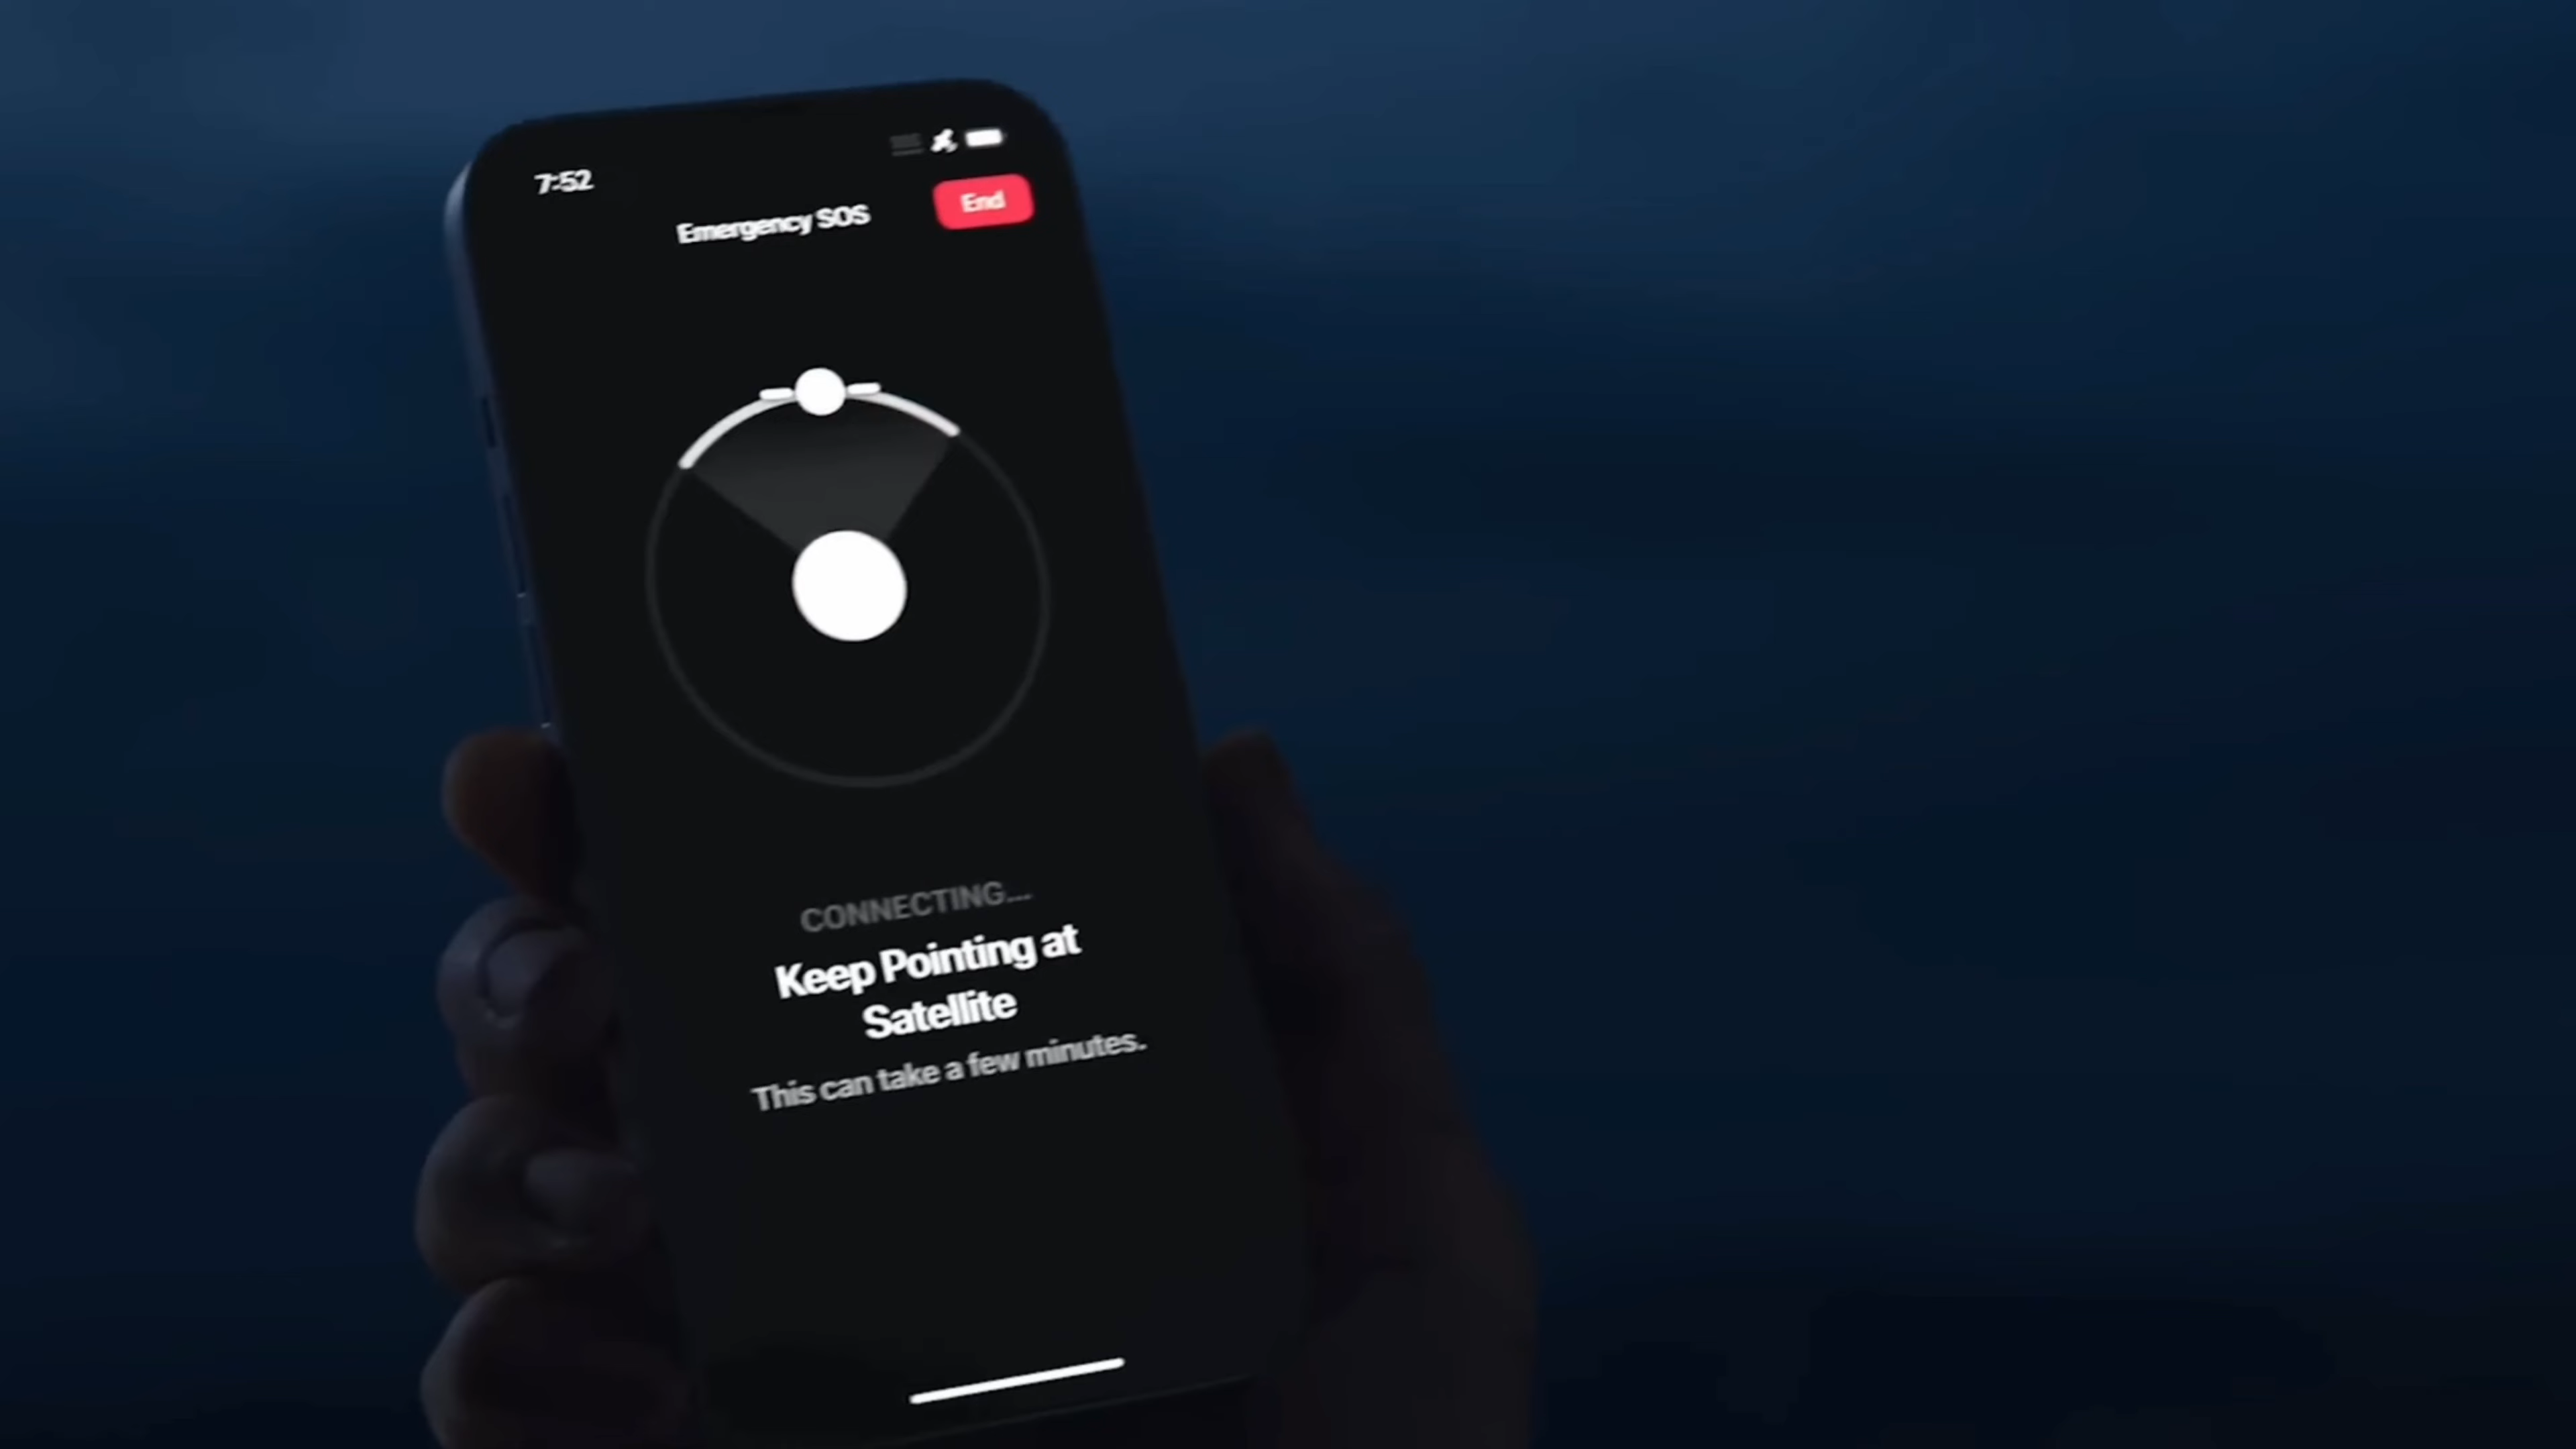 7:52
Emergency SOS
End
CONNECTING...
Keep Pointing at
Satellite
This can take a few minutes.